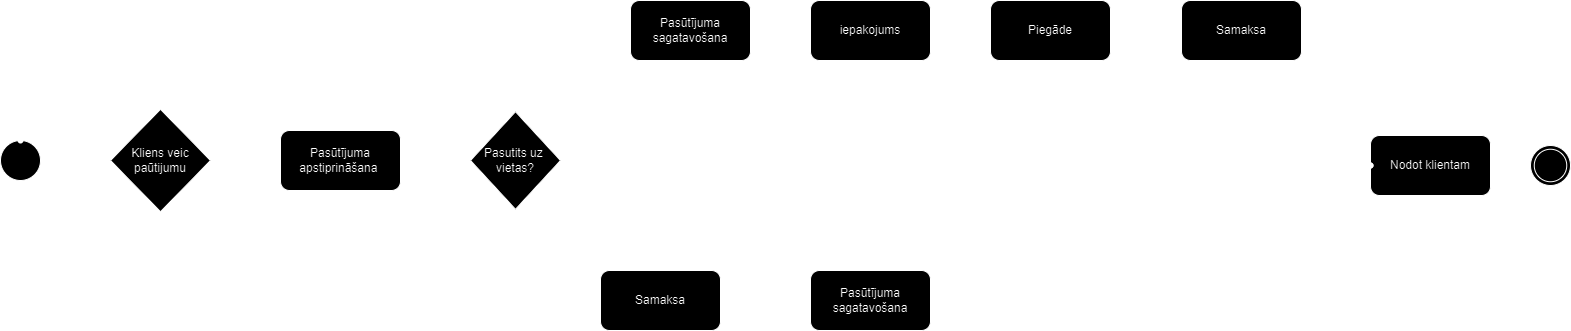 Pasūtījuma
sagatavošana
iepakojums
Piegāde
Samaksa
Kliens veic
paūtijumu
Pasūtījuma
apstiprināšana
Pasutits uz
vietas?
Nodot klientam
Samaksa
Pasūtījuma
sagatavošana